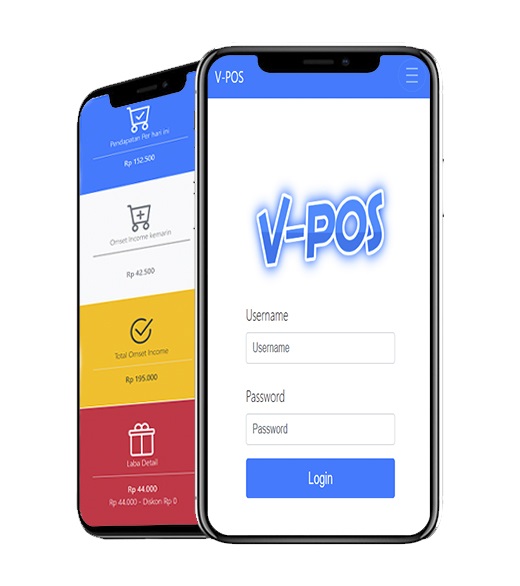 Pendapatan Per hari Ini
Rp 152.500
Omset Income kemarin
Rp 42.500
Total Omset Income
Rp 195.000
Laba Detail
Rp 44.000
Rp 44.000 - Diskon Rp 0
V-POS
V-POS
Username
Username
Password
Password
Login